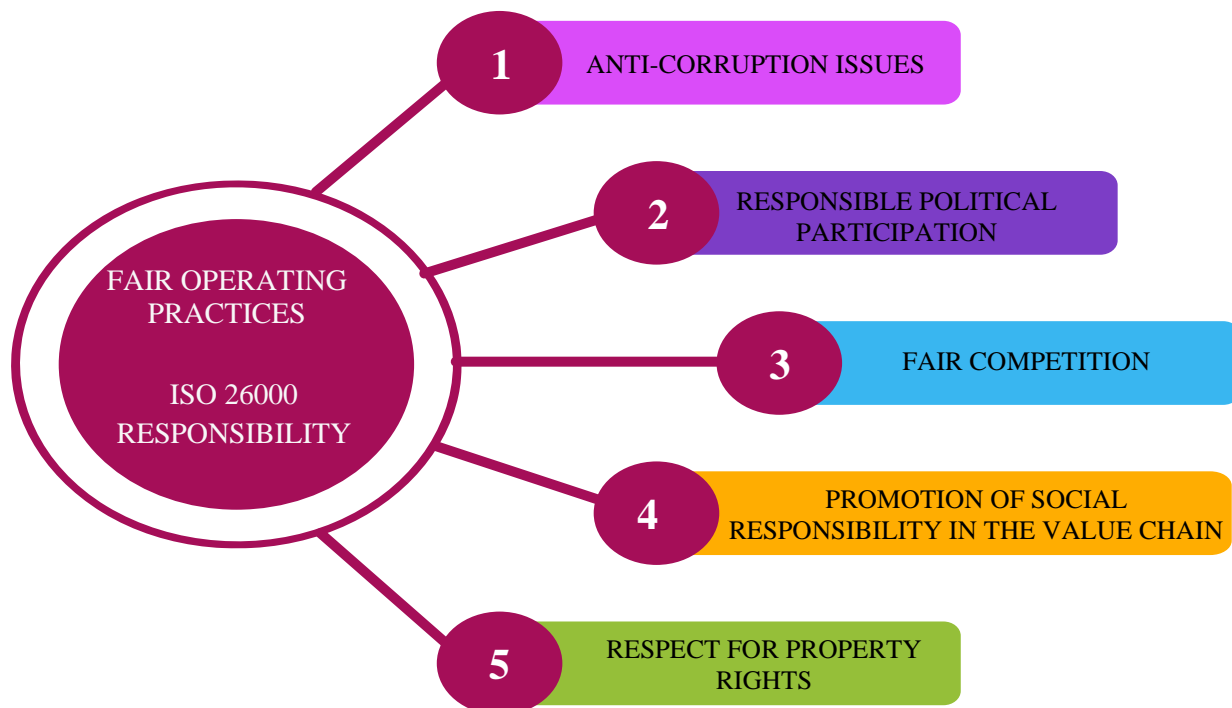 FAIR OPERATING
PRACTICES
ISO 26000
RESPONSIBILITY
1
ANTI-CORRUPTION ISSUES
2
RESPONSIBLE POLITICAL
PARTICIPATION
3
FAIR COMPETITION
4
PROMOTION OF SOCIAL
RESPONSIBILITY IN THE VALUE CHAIN
5
RESPECT FOR PROPERTY
RIGHTS